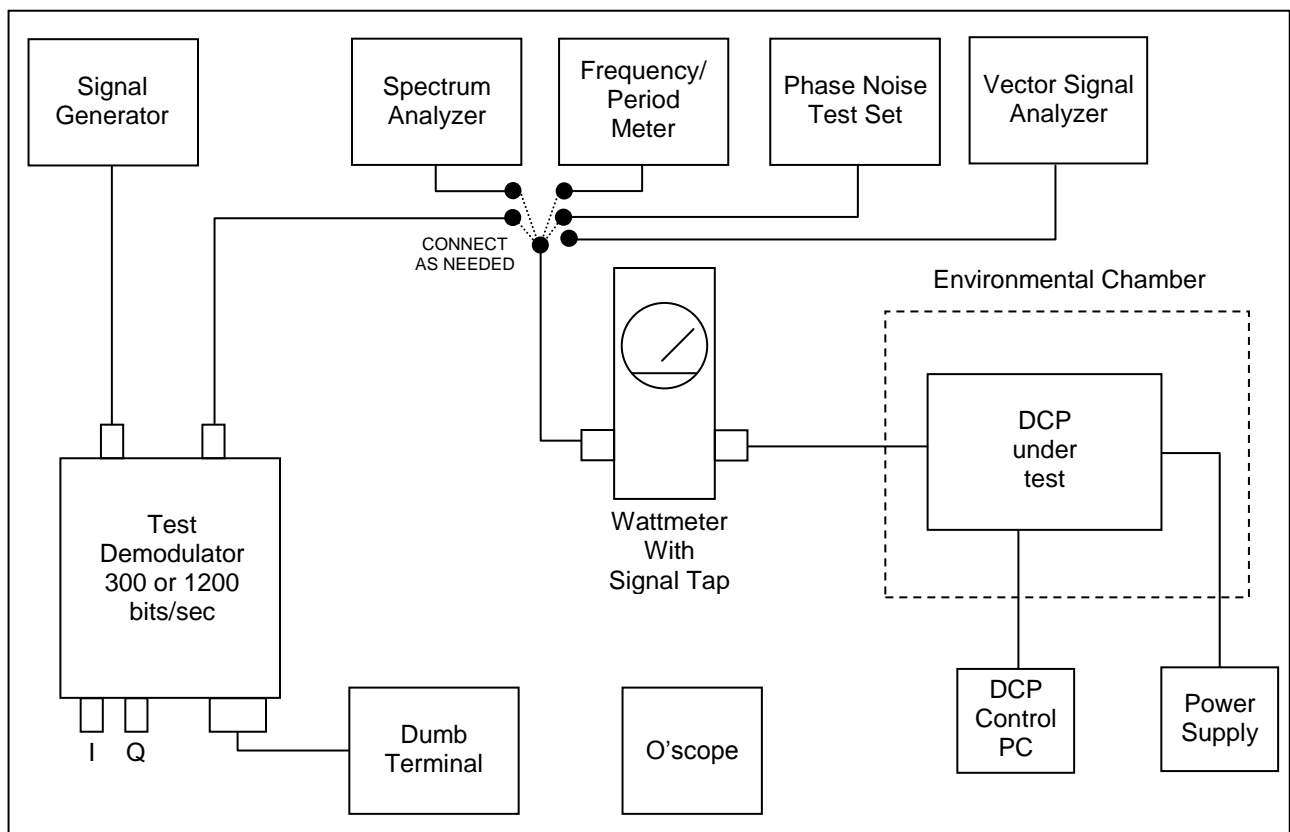 Signal
Generator
Spectrum
Analyzer
Frequency/
Period
Meter
Phase Noise
Test Set
Vector Signal
Analyzer
CONNECT
AS NEEDED
Environmental Chamber
DCP
under
test
Wattmeter
With
Signal Tap
Test
Demodulator
300 or 1200
bits/sec
I
Q
Dumb
Terminal
O'scope
DCP
Control
PC
Power
Supply